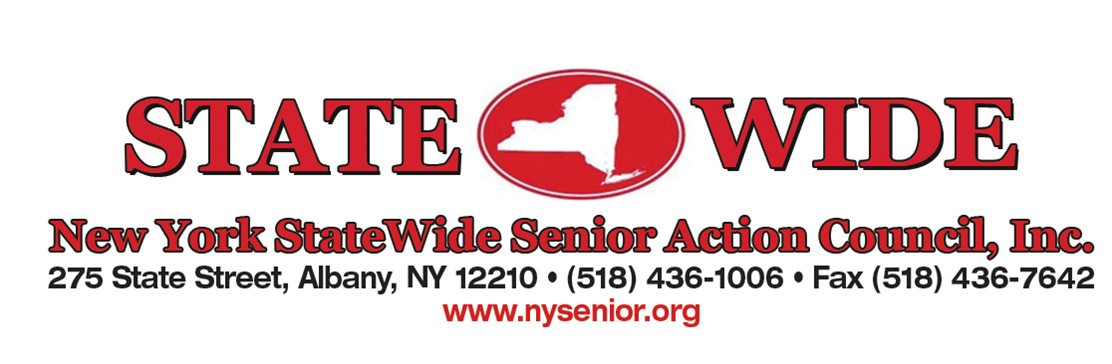 STATE WIDE
New York StateWide Senior Action Council, Inc.
275 State Street, Albany, NY 12210 • (518) 436-1006 • Fax (518) 436-7642
www.nysenior.org